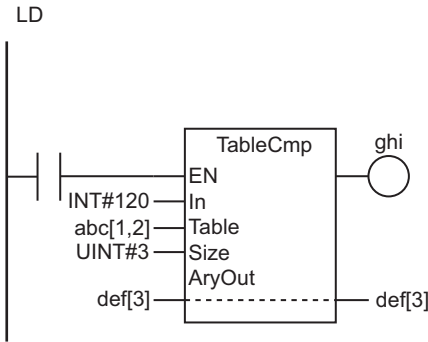 LD
TableCmp
ghi
EN
INT#120 In
abc[1,2] Table
UINT#3 Size
AryOut
def[3] def[3]